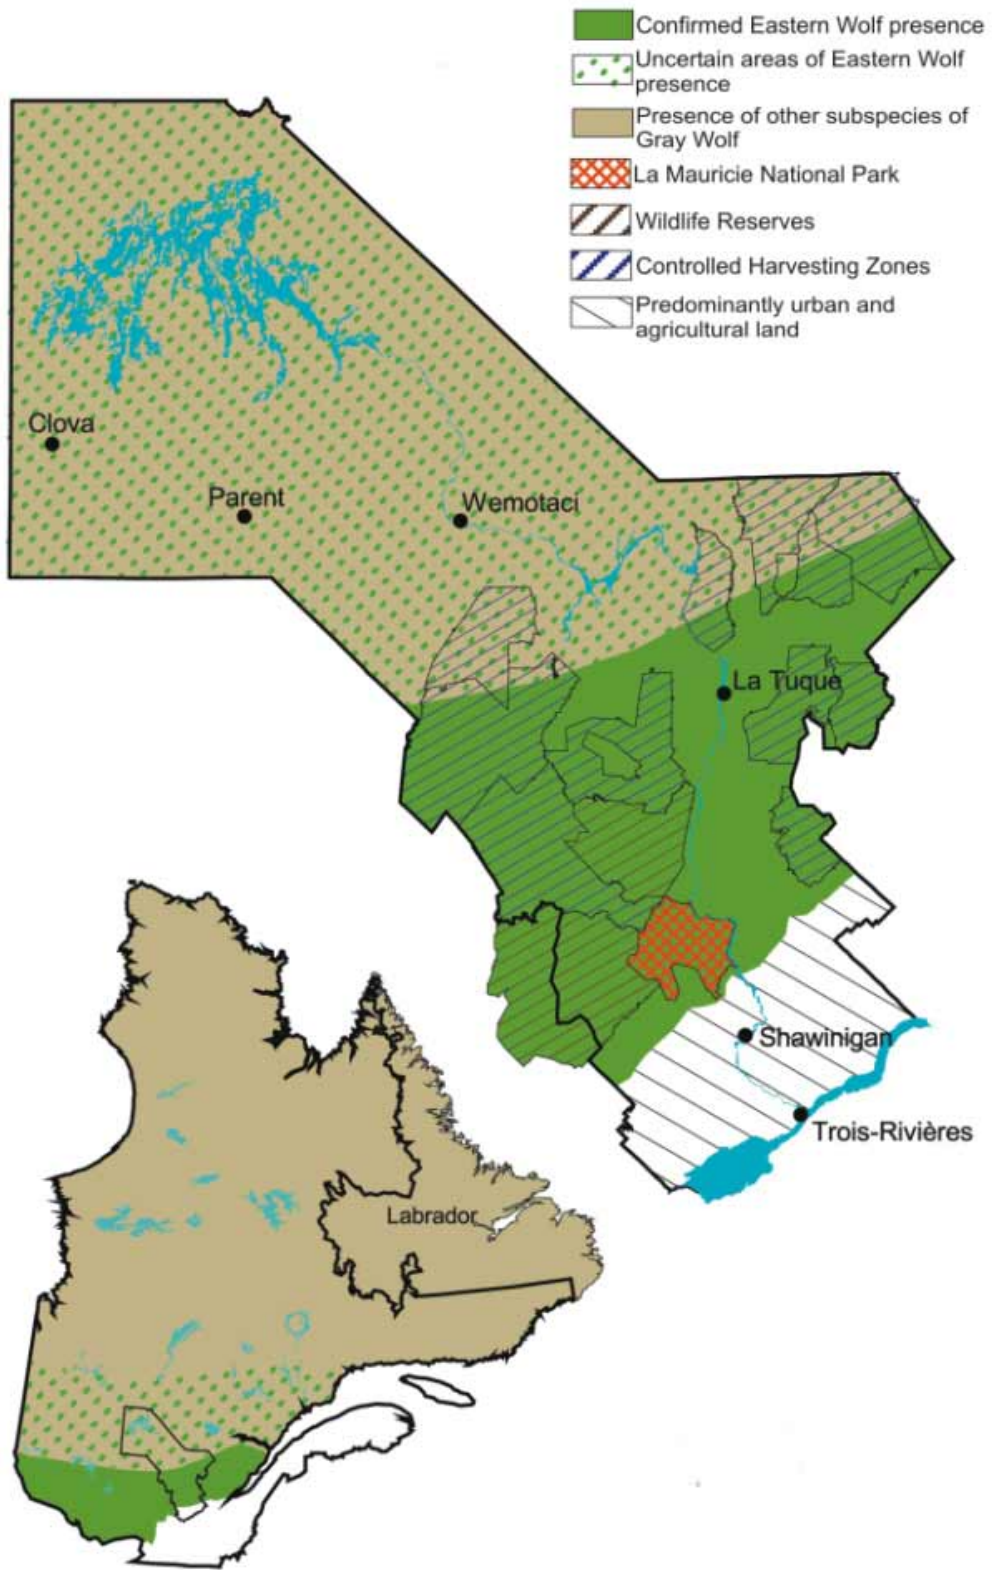 Confirmed Eastern Wolf presence
Uncertain areas of Eastern Wolf
presence
Presence of other subspecies of
Gray Wolf
La Mauricie National Park
Wildlife Reserves
Controlled Harvesting Zones
Predominantly urban and
agricultural land
Clova
Parent
Wemotaci
La Tuque
Shawinigan
Trois-Rivières
Labrador